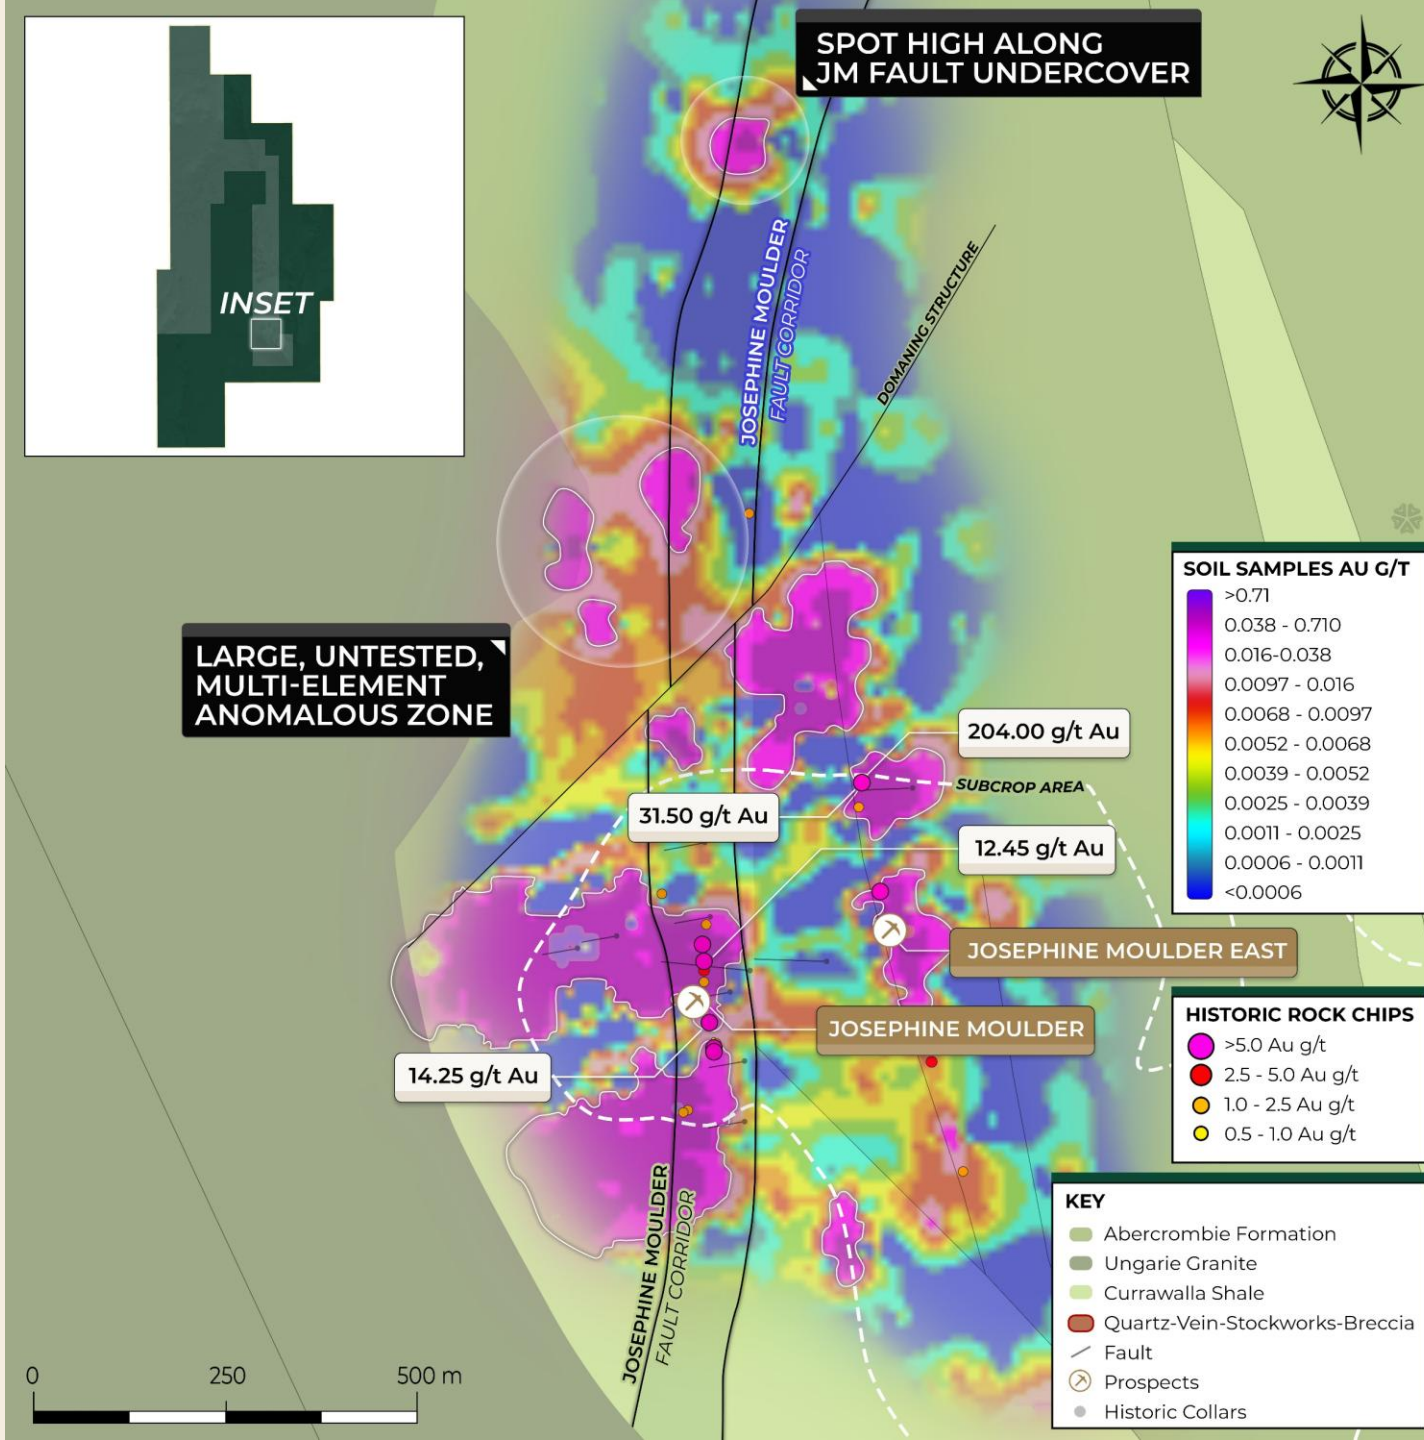 SPOT HIGH ALONG
JM FAULT UNDERCOVER
INSET
JOSEPHINE MOULDER
FAULT CORRIDOR
DOMANING STRUCTURE
LARGE, UNTESTED,
MULTI-ELEMENT
ANOMALOUS ZONE
SOIL SAMPLES AU G/T
>0.71
0.038 - 0.710
0.016-0.038
0.0097 - 0.016
0.0068 - 0.0097
0.0052 - 0.0068
0.0039 - 0.0052
0.0025 - 0.0039
0.0011 - 0.0025
0.0006 - 0.0011
<0.0006
204.00 g/t Au
SUBCROP AREA
31.50 g/t Au
12.45 g/t Au
JOSEPHINE MOULDER EAST
JOSEPHINE MOULDER
14.25 g/t Au
HISTORIC ROCK CHIPS
>5.0 Au g/t
2.5 - 5.0 Au g/t
1.0 - 2.5 Au g/t
0.5 - 1.0 Au g/t
JOSEPHINE MOULDER
FAULT CORRIDOR
KEY
Abercrombie Formation
Ungarie Granite
Currawalla Shale
Quartz-Vein-Stockworks-Breccia
Fault
Prospects
Historic Collars
0 250 500 m